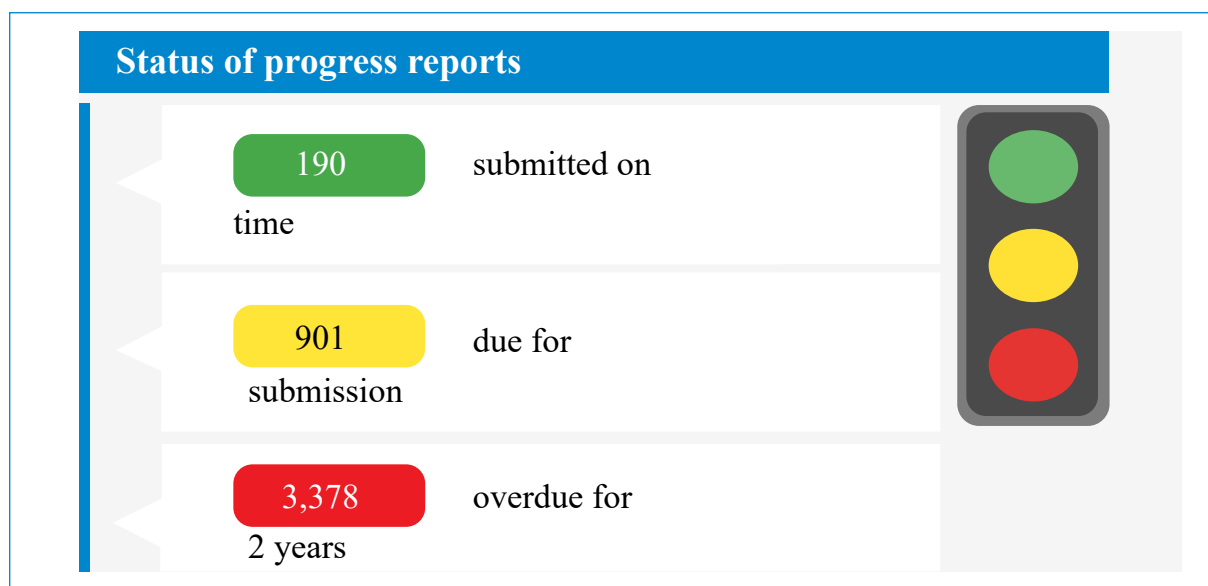 Status of progress reports
190 submitted on
time
901 due for
submission
3,378 overdue for
2 years